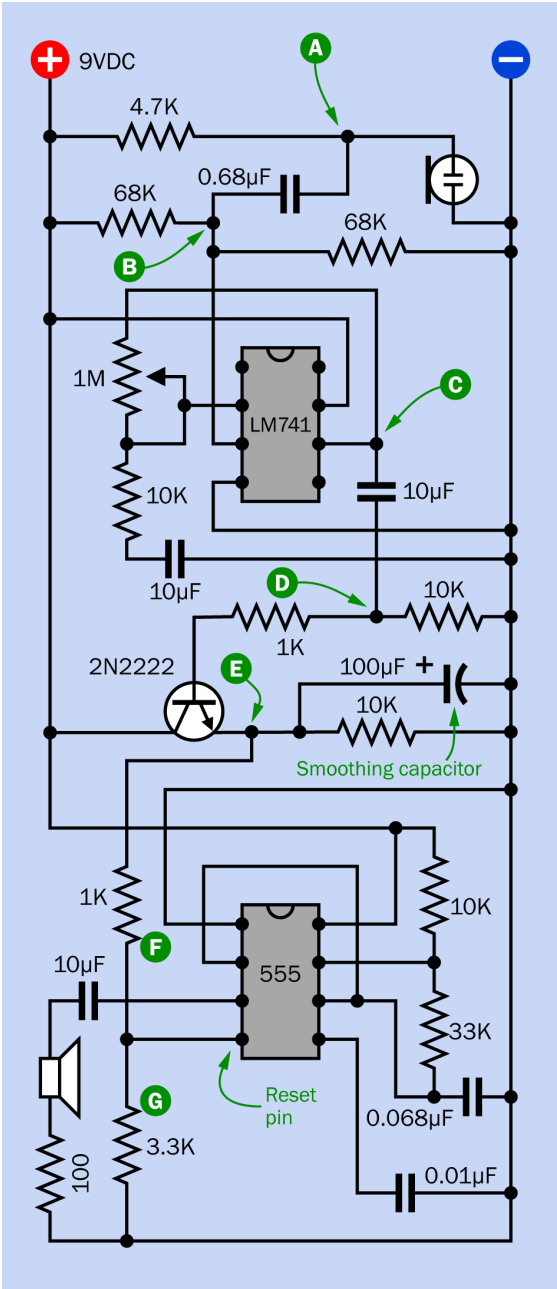 + 9VDC −
A
4.7K
0.68µF
68K
68K
B
1M
C
LM741
10K
10µF
10µF
D
10K
1K
2N2222
E
100µF +
10K
Smoothing capacitor
1K
10K
F
10µF
555
33K
Reset
pin
G
0.068µF
3.3K
100
0.01µF